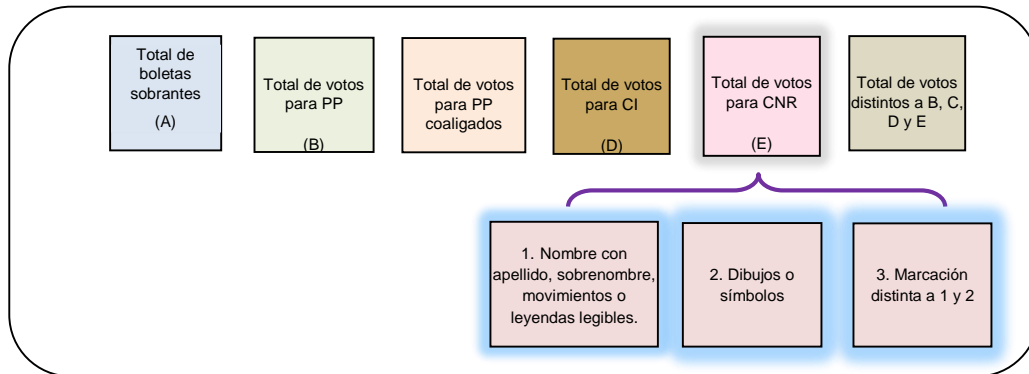 Total de
boletas
sobrantes
(A)
Total de votos
para PP
(B)
Total de votos
para PP
coaligados
Total de votos
para CI
(D)
Total de votos
para CNR
(E)
Total de votos
distintos a B, C,
D y E
1. Nombre con
apellido, sobrenombre,
movimientos o
leyendas legibles.
2. Dibujos o
símbolos
3. Marcación
distinta a 1 y 2